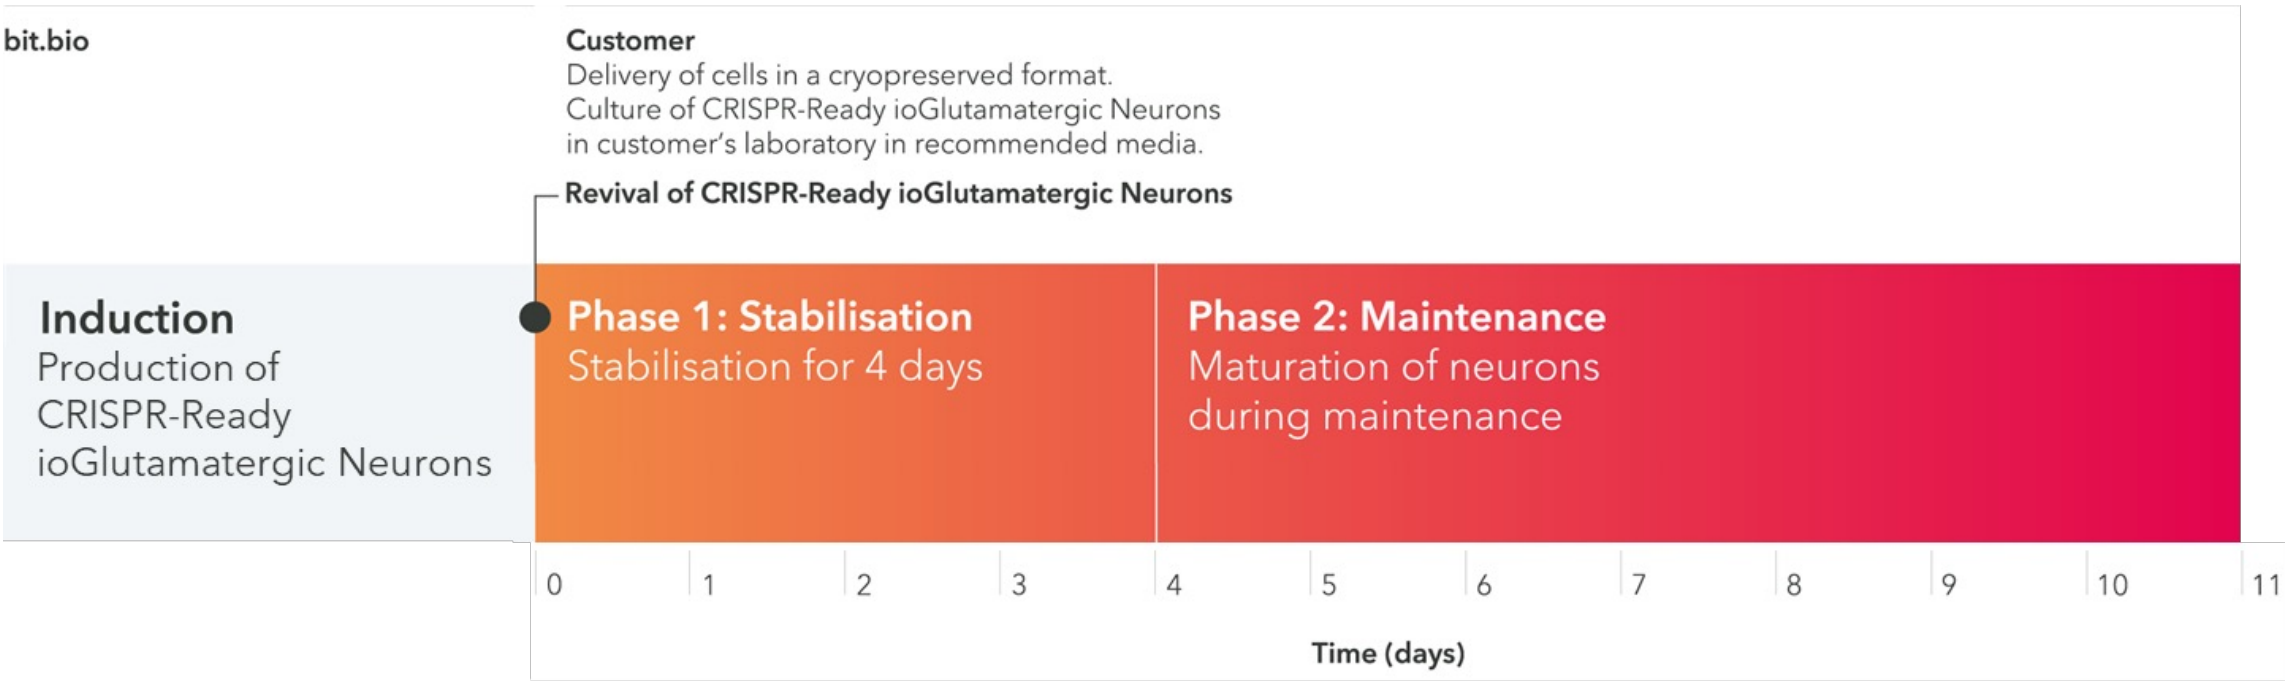 bit.bio
Customer
Delivery of cells in a cryopreserved format.
Culture of CRISPR-Ready ioGlutamatergic Neurons
in customer's laboratory in recommended media.
Revival of CRISPR-Ready ioGlutamatergic Neurons
Induction
Production of
CRISPR-Ready
ioGlutamatergic Neurons
Phase 1: Stabilisation
Stabilisation for 4 days
Phase 2: Maintenance
Maturation of neurons
during maintenance
0 1 2 3 4 5 6 7 8 9 10 11
Time (days)